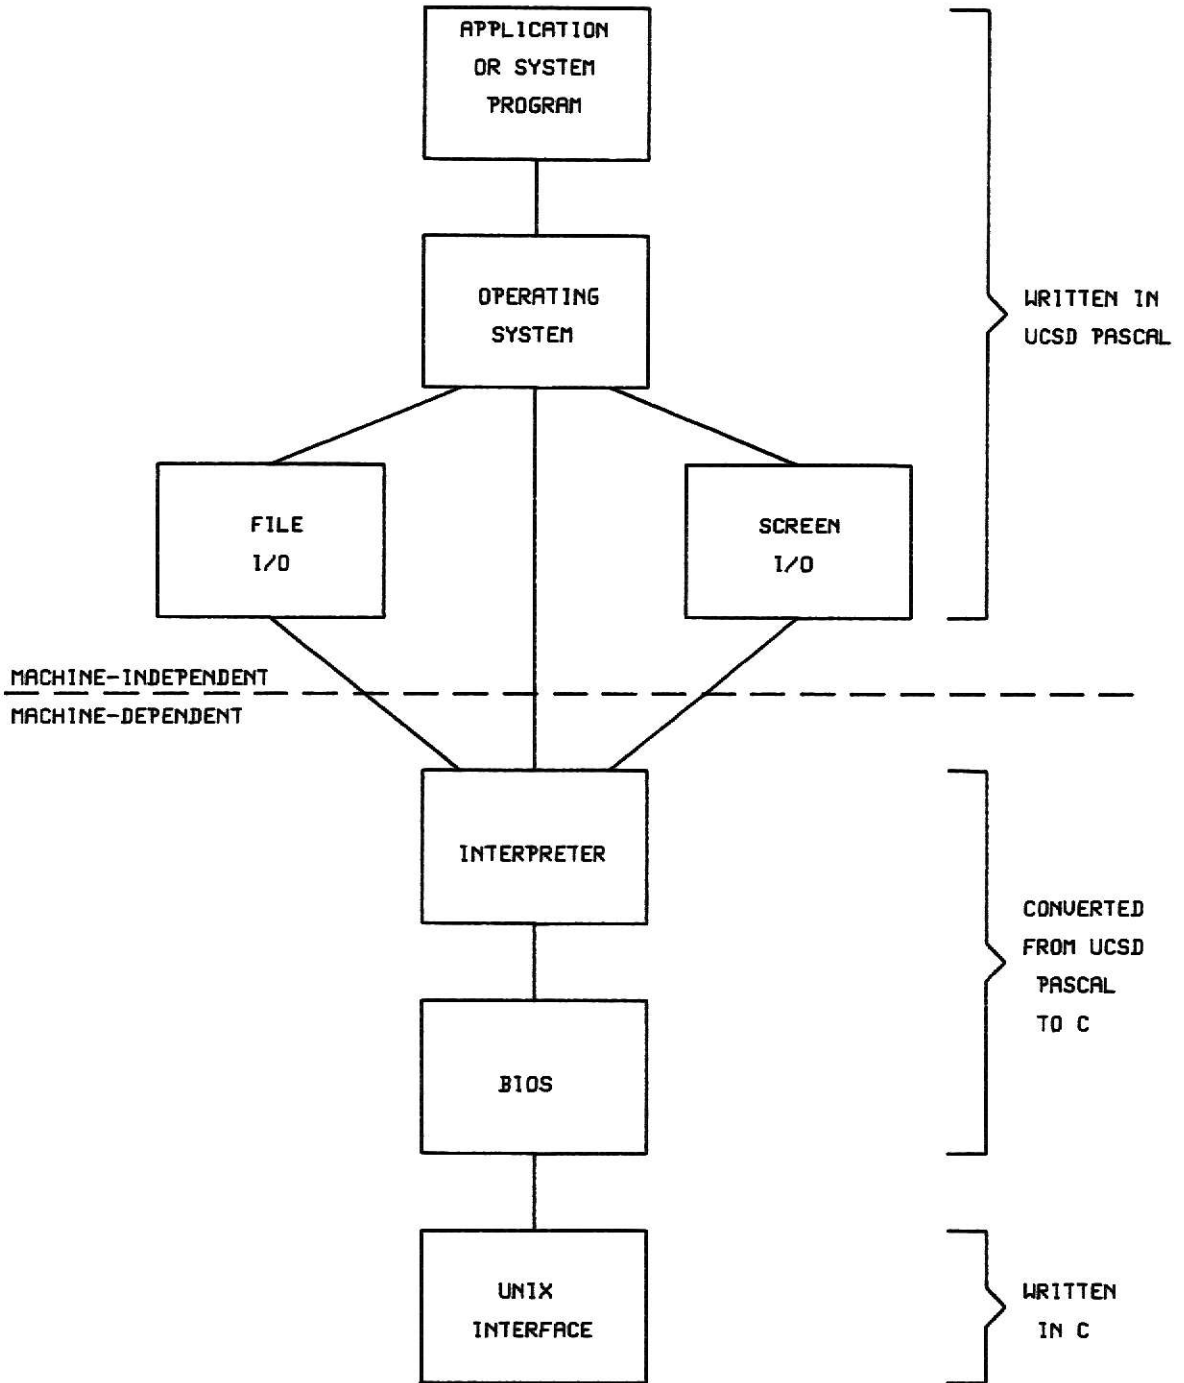 APPLICATION
OR SYSTEM
PROGRAM
OPERATING
SYSTEM
WRITTEN IN
UCSD PASCAL
FILE
I/O
SCREEN
I/O
MACHINE-INDEPENDENT
MACHINE-DEPENDENT
INTERPRETER
CONVERTED
FROM UCSD
PASCAL
TO C
BIOS
UNIX
INTERFACE
WRITTEN
IN C